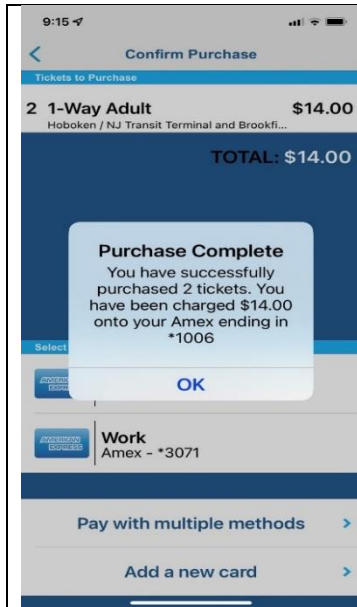 9:15
Confirm Purchase
Tickets to Purchase
2 1-Way Adult $14.00
Hoboken / NJ Transit Terminal and Brookfi...
TOTAL: $14.00
Purchase Complete
You have successfully
purchased 2 tickets. You
have been charged $14.00
onto your Amex ending in
*1006
OK
Select
AMERICAN
AMERICAN
EXPRESS
Work
Amex - *3071
Pay with multiple methods >
Add a new card >